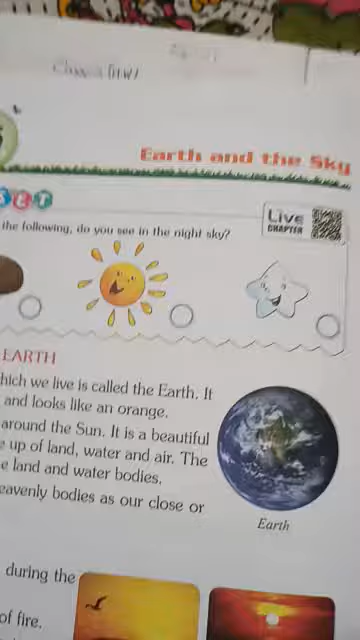 Earth and the Sky
Live
CHAPTER
the following, do you see in the night sky?
EARTH
hich we live is called the Earth. It
and looks like an orange.
around the Sun. It is a beautiful
up of land, water and air. The
e land and water bodies.
eavenly bodies as our close or
Earth
during the
of fire.